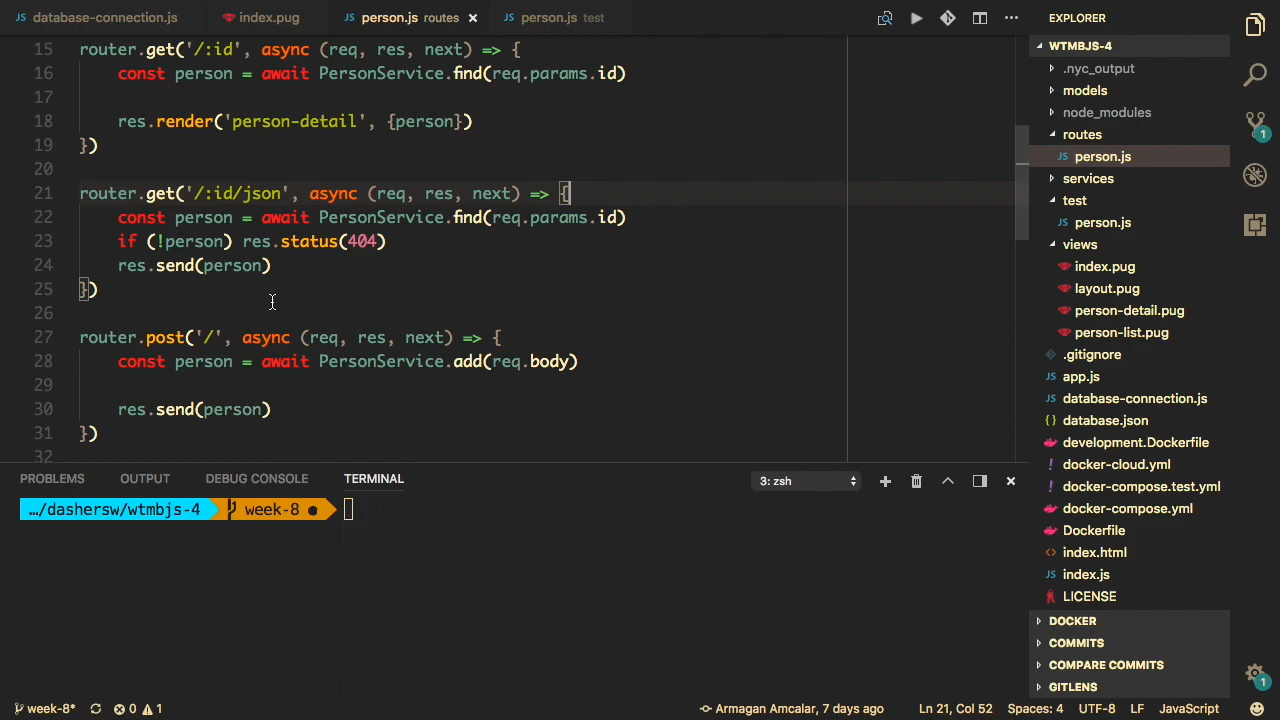 database-connection.js
index.pug
person.js routes
person.js test
15 router.get('/:id', async (req, res, next) => {
16 const person = await PersonService.find(req.params.id)
17
18 res.render('person-detail', {person})
19 })
20
21 router.get('/:id/json', async (req, res, next) => {
22 const person = await PersonService.find(req.params.id)
23 if (!person) res.status(404)
24 res.send(person)
25 })
26
27 router.post('/', async (req, res, next) => {
28 const person = await PersonService.add(req.body)
29
30 res.send(person)
31 })
32
PROBLEMS OUTPUT DEBUG CONSOLE TERMINAL
3: zsh
…/dashersw/wtmbjs-4 week-8 ●
EXPLORER
WTMBJS-4
.nyc_output
models
node_modules
routes
JS person.js
services
test
JS person.js
views
index.pug
layout.pug
person-detail.pug
person-list.pug
.gitignore
JS app.js
JS database-connection.js
{} database.json
development.Dockerfile
! docker-cloud.yml
! docker-compose.test.yml
docker-compose.yml
Dockerfile
<> index.html
JS index.js
LICENSE
DOCKER
COMMITS
COMPARE COMMITS
GITLENS
1
1
week-8* 0 1
Armagan Amcalar, 7 days ago
Ln 21, Col 52 Spaces: 4 UTF-8 LF JavaScript